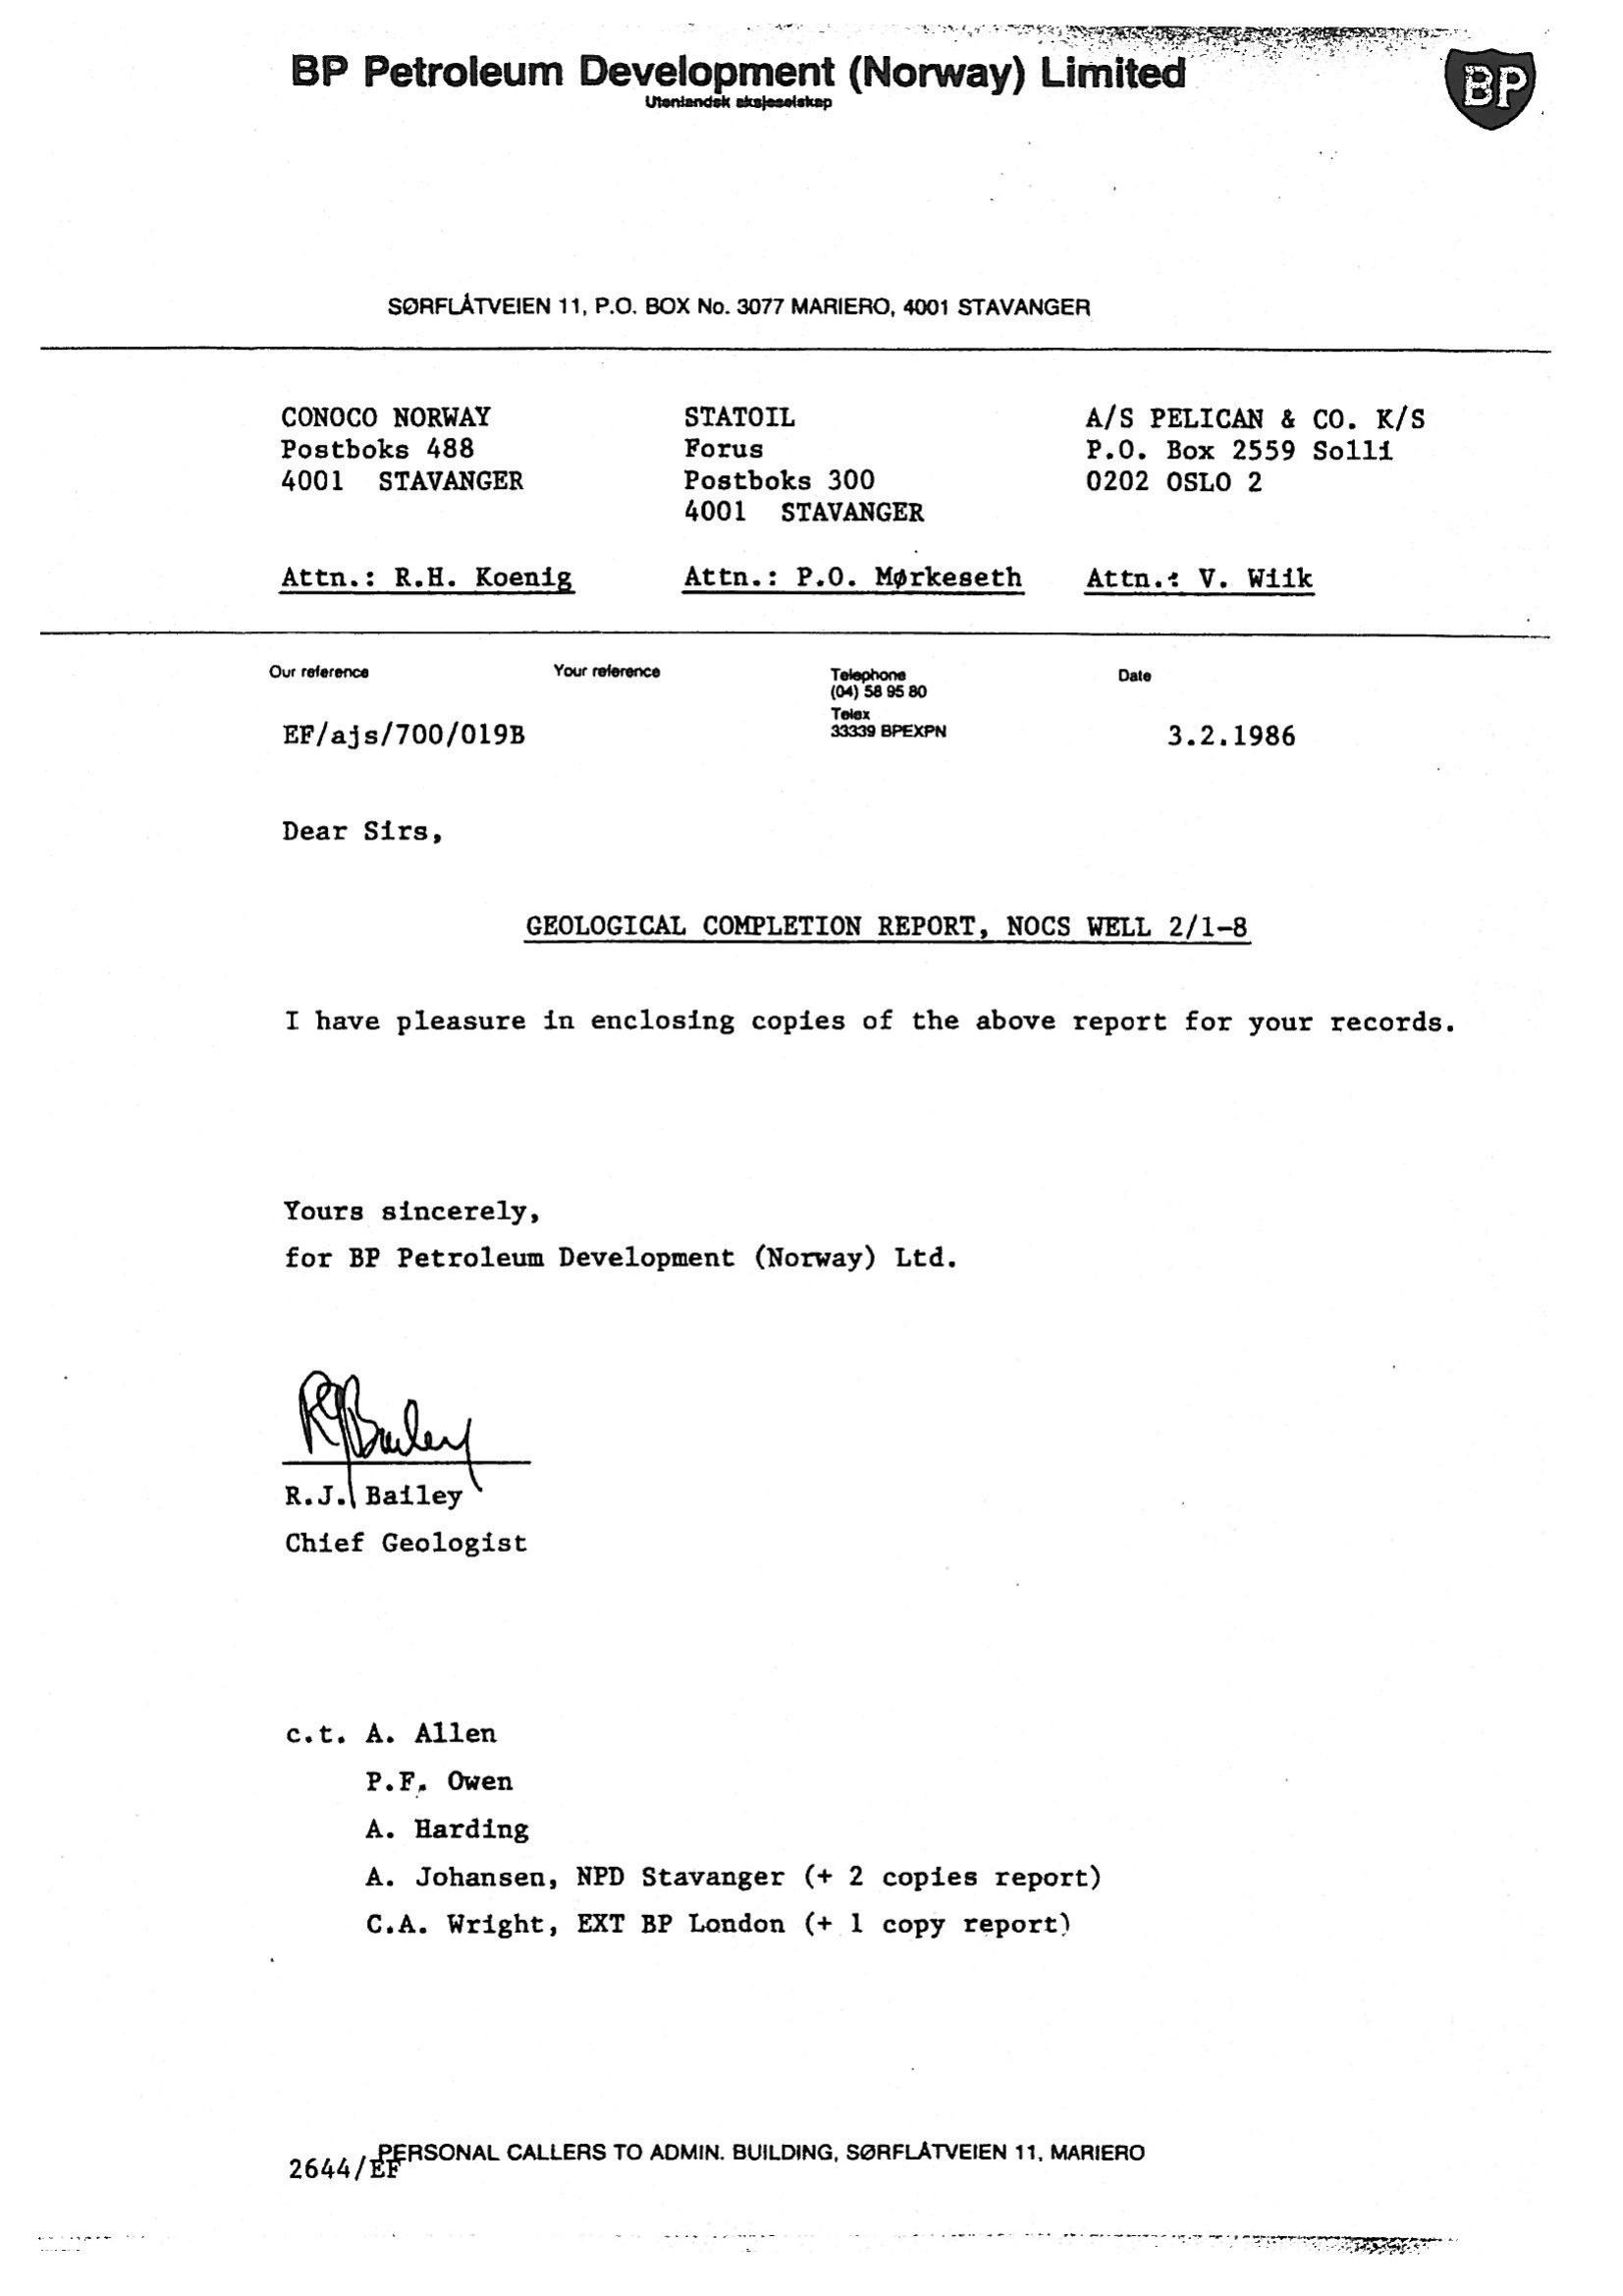 BP Petroleum Development (Norway) Limited
Utenlandsk aksjeselskap
BP
SØRFLÅTVEIEN 11, P.O. BOX No. 3077 MARIERO, 4001 STAVANGER
CONOCO NORWAY
Postboks 488
4001 STAVANGER
Attn.: R.H. Koenig
STATOIL
Forus
Postboks 300
4001 STAVANGER
Attn.: P.O. Mørkeseth
A/S PELICAN & CO. K/S
P.O. Box 2559 Solli
0202 OSLO 2
Attn.: V. Wiik
Our reference
EF/ajs/700/019B
Your reference
Telephone
(04) 58 95 80
Telex
33339 BPEXPN
Date
3.2.1986
Dear Sirs,
GEOLOGICAL COMPLETION REPORT, NOCS WELL 2/1-8
I have pleasure in enclosing copies of the above report for your records.
Yours sincerely,
for BP Petroleum Development (Norway) Ltd.
RJBailey
R.J. Bailey
Chief Geologist
c.t. A. Allen
P.F. Owen
A. Harding
A. Johansen, NPD Stavanger (+ 2 copies report)
C.A. Wright, EXT BP London (+ 1 copy report)
PERSONAL CALLERS TO ADMIN. BUILDING, SØRFLÅTVEIEN 11, MARIERO
2644/EF